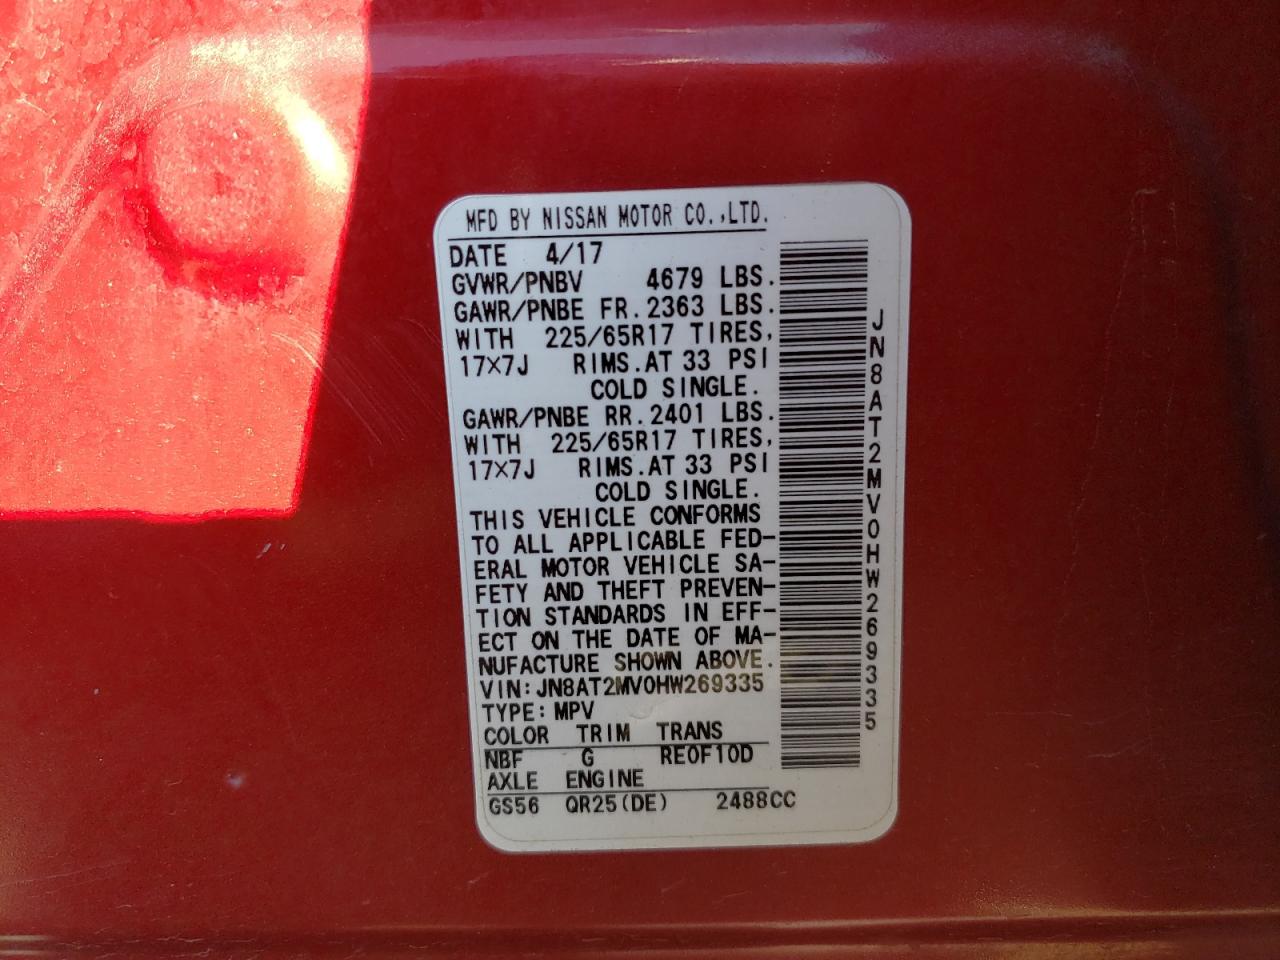 MFD BY NISSAN MOTOR CO.,LTD.
DATE 4/17
GVWR/PNBV 4679 LBS.
GAWR/PNBE FR.2363 LBS.
WITH 225/65R17 TIRES,
17×7J RIMS.AT 33 PSI
COLD SINGLE.
GAWR/PNBE RR.2401 LBS.
WITH 225/65R17 TIRES,
17×7J RIMS.AT 33 PSI
COLD SINGLE.
THIS VEHICLE CONFORMS
TO ALL APPLICABLE FED-
ERAL MOTOR VEHICLE SA-
FETY AND THEFT PREVEN-
TION STANDARDS IN EFF-
ECT ON THE DATE OF MA-
NUFACTURE SHOWN ABOVE.
VIN:JN8AT2MV0HW269335
TYPE:MPV
COLOR TRIM TRANS
NBF G RE0F10D
AXLE ENGINE
GS56 QR25(DE) 2488CC
JN8AT2MV0HW269335